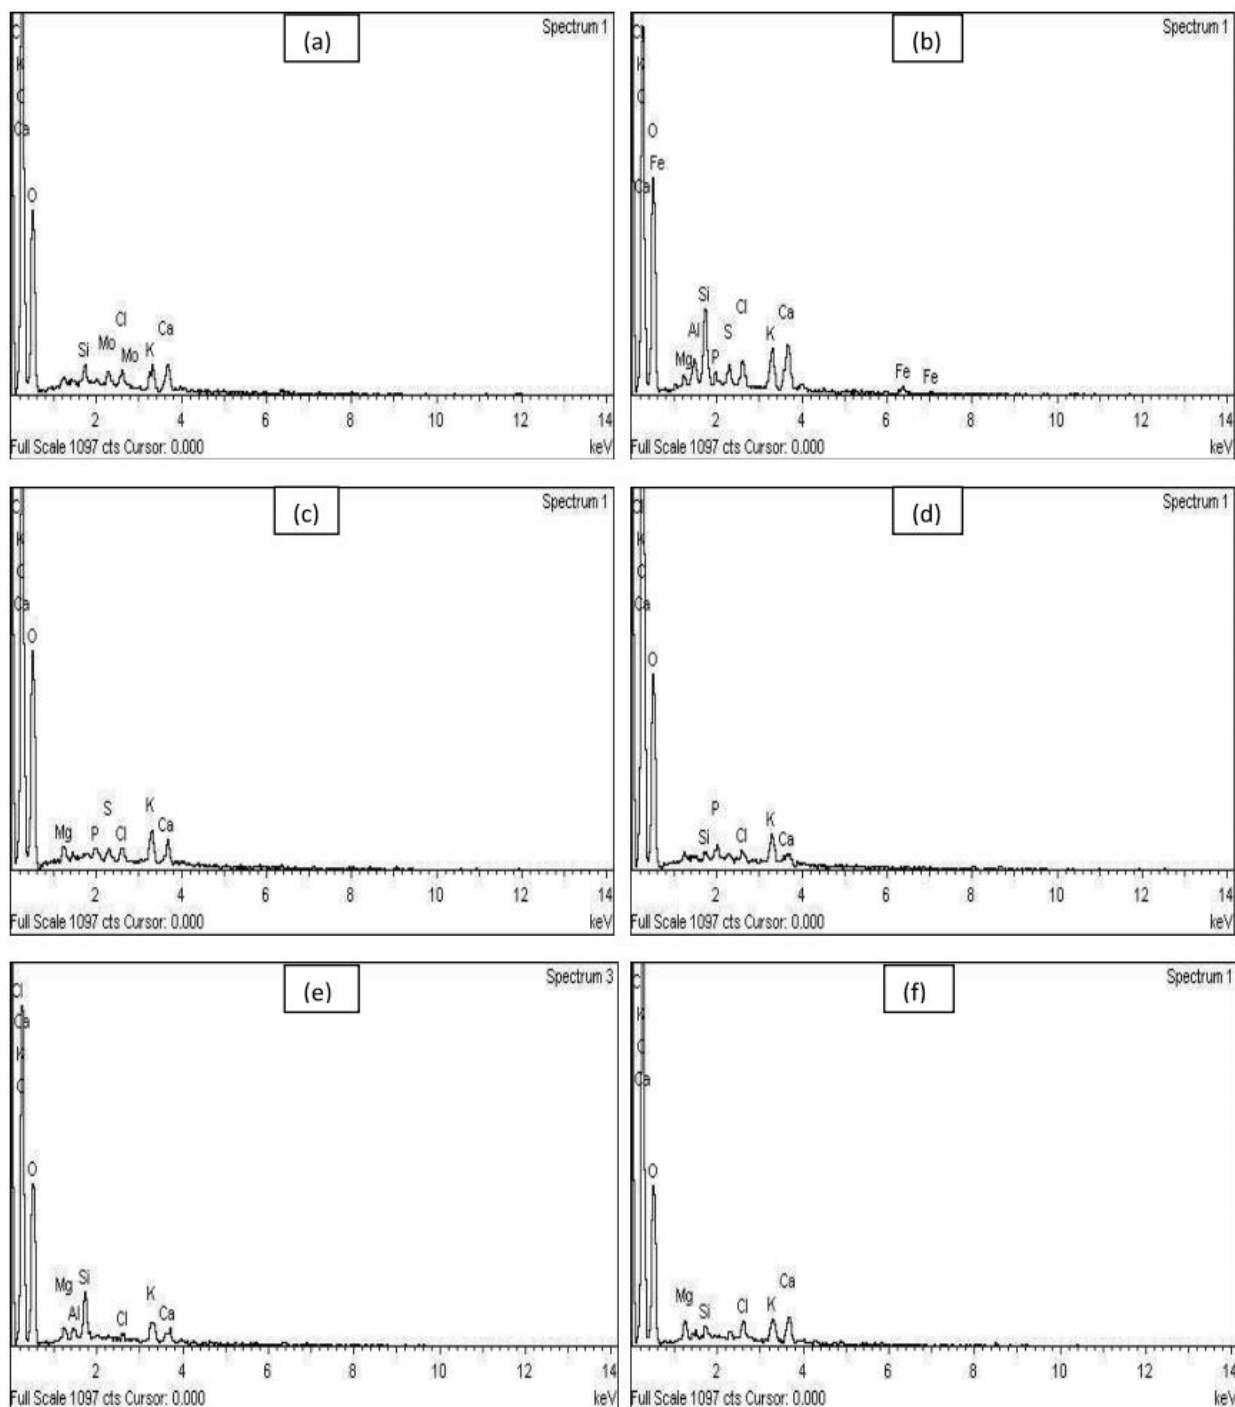 (a)
Spectrum 1
Cl
K
C
Ca
O
Si
Mo
Cl
Mo
K
Ca
2 4 6 8 10 12 14
Full Scale 1097 cts Cursor: 0.000
keV
(b)
Spectrum 1
Cl
K
C
Ca
O
Fe
Mg
Al
Si
P
S
Cl
K
Ca
Fe
Fe
2 4 6 8 10 12 14
Full Scale 1097 cts Cursor: 0.000
keV
(c)
Spectrum 1
Cl
K
C
Ca
O
Mg
P
S
Cl
K
Ca
2 4 6 8 10 12 14
Full Scale 1097 cts Cursor: 0.000
keV
(d)
Spectrum 1
Cl
K
C
Ca
O
Si
P
Cl
K
Ca
2 4 6 8 10 12 14
Full Scale 1097 cts Cursor: 0.000
keV
(e)
Spectrum 3
Cl
Ca
K
C
O
Mg
Al
Si
Cl
K
Ca
2 4 6 8 10 12 14
Full Scale 1097 cts Cursor: 0.000
keV
(f)
Spectrum 1
Cl
K
C
Ca
O
Mg
Si
Cl
K
Ca
2 4 6 8 10 12 14
Full Scale 1097 cts Cursor: 0.000
keV